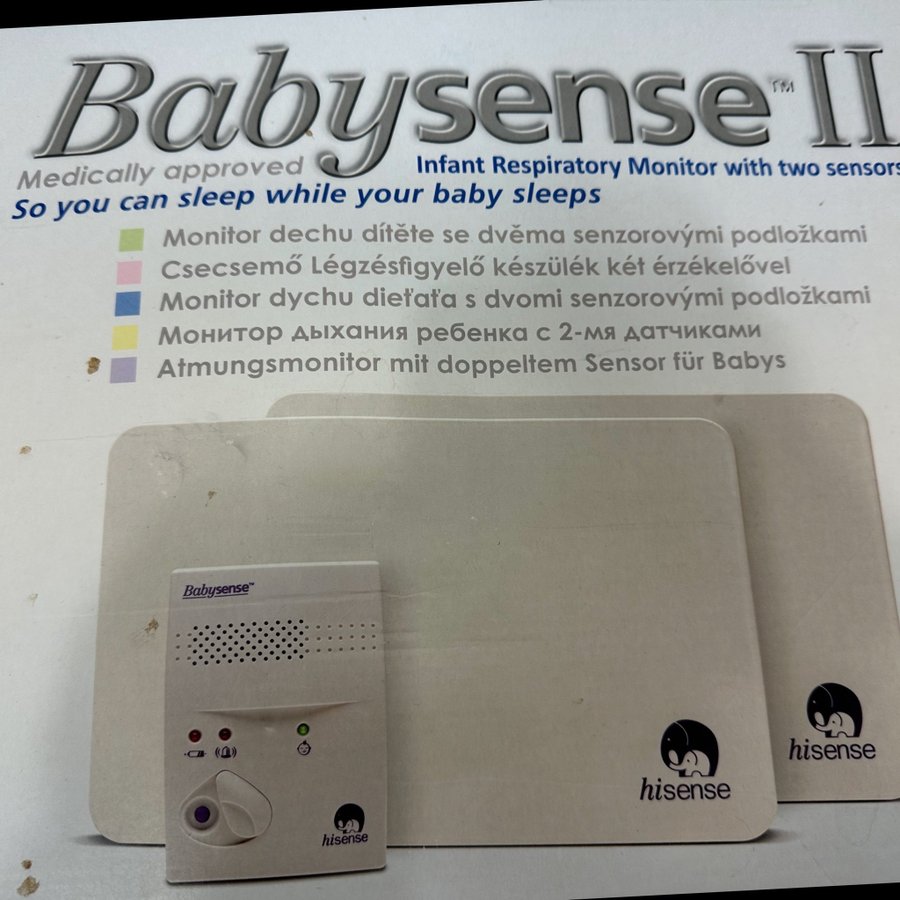 Babysense™ II
Medically approved
Infant Respiratory Monitor with two sensors
So you can sleep while your baby sleeps
Monitor dechu dítěte se dvěma senzorovými podložkami
Csecsemő Légzésfigyelő készülék két érzékelővel
Monitor dychu dieťaťa s dvomi senzorovými podložkami
Монитор дыхания ребенка с 2-мя датчиками
Atmungsmonitor mit doppeltem Sensor für Babys
Babysense™
hisense
hisense
hisense